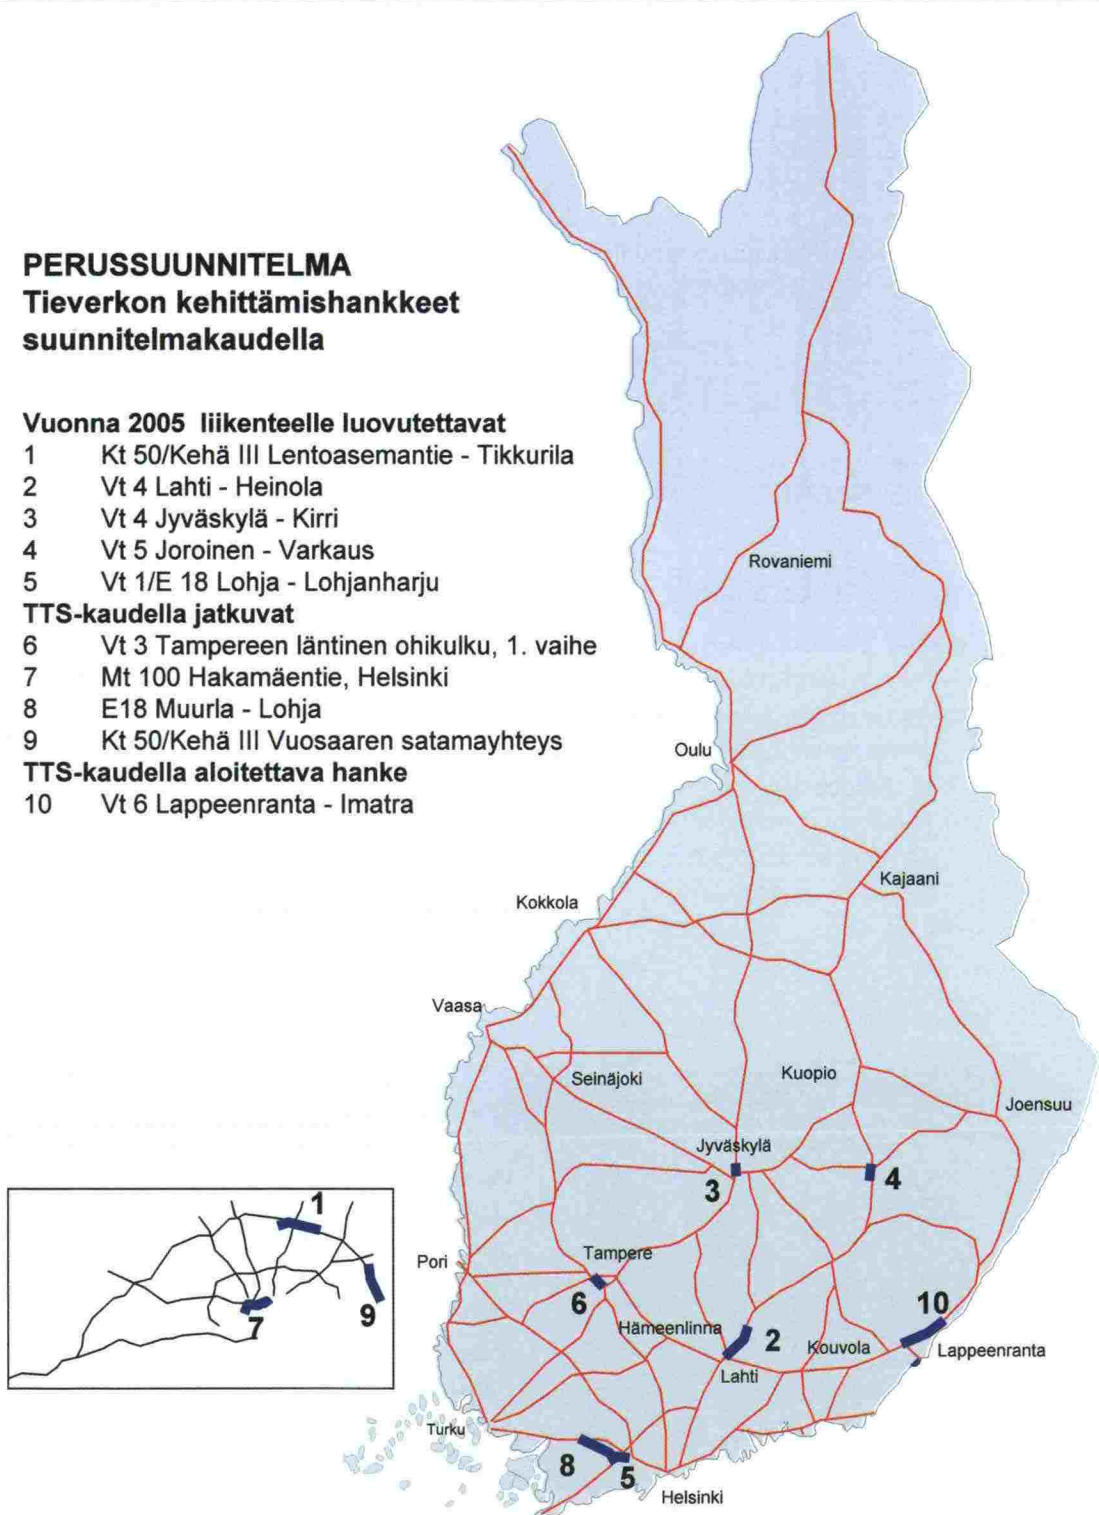 PERUSSUUNNITELMA
Tieverkon kehittämishankkeet
suunnitelmakaudella
Vuonna 2005 liikenteelle luovutettavat
1 Kt 50/Kehä III Lentoasemantie - Tikkurila
2 Vt 4 Lahti - Heinola
3 Vt 4 Jyväskylä - Kirri
4 Vt 5 Joroinen - Varkaus
5 Vt 1/E 18 Lohja - Lohjanharju
TTS-kaudella jatkuvat
6 Vt 3 Tampereen läntinen ohikulku, 1. vaihe
7 Mt 100 Hakamäentie, Helsinki
8 E18 Muurla - Lohja
9 Kt 50/Kehä III Vuosaaren satamayhteys
TTS-kaudella aloitettava hanke
10 Vt 6 Lappeenranta - Imatra
Rovaniemi
Oulu
Kajaani
Kokkola
Vaasa
Seinäjoki
Kuopio
Joensuu
Jyväskylä
3
4
1
7
9
Pori
Tampere
6
Hämeenlinna
2
Kouvola
10
Lappeenranta
Lahti
Turku
8
5
Helsinki